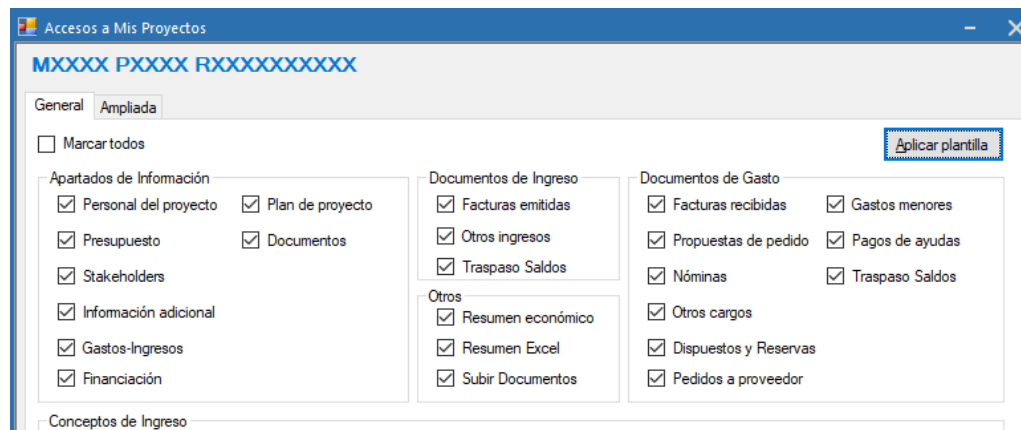 Accesos a Mis Proyectos
MXXXX PXXXX RXXXXXXXXXX
General Ampliada
Marcar todos
Aplicar plantilla
Apartados de Información
Personal del proyecto Plan de proyecto
Presupuesto Documentos
Stakeholders
Información adicional
Gastos-Ingresos
Financiación
Documentos de Ingreso
Facturas emitidas
Otros ingresos
Traspaso Saldos
Otros
Resumen económico
Resumen Excel
Subir Documentos
Documentos de Gasto
Facturas recibidas Gastos menores
Propuestas de pedido Pagos de ayudas
Nóminas Traspaso Saldos
Otros cargos
Dispuestos y Reservas
Pedidos a proveedor
Conceptos de Ingreso